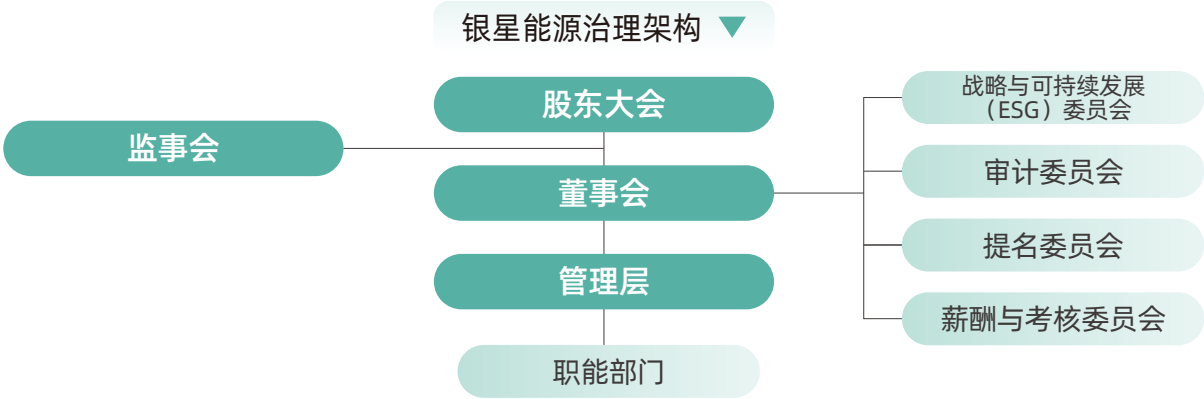 银星能源治理架构
股东大会
监事会
董事会
管理层
职能部门
战略与可持续发展
（ESG）委员会
审计委员会
提名委员会
薪酬与考核委员会